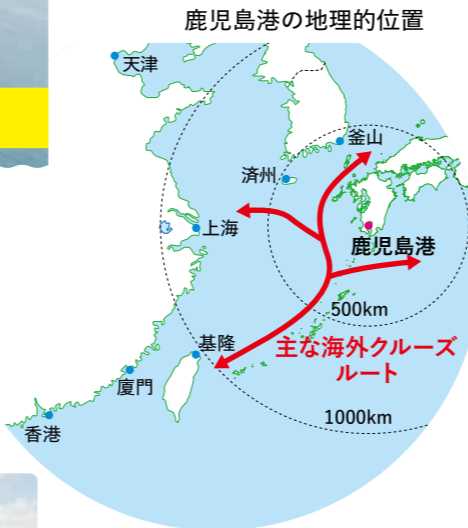 鹿児島港の地理的位置
天津
釜山
済州
上海
鹿児島港
500km
主な海外クルーズ
ルート
基隆
厦門
1000km
香港